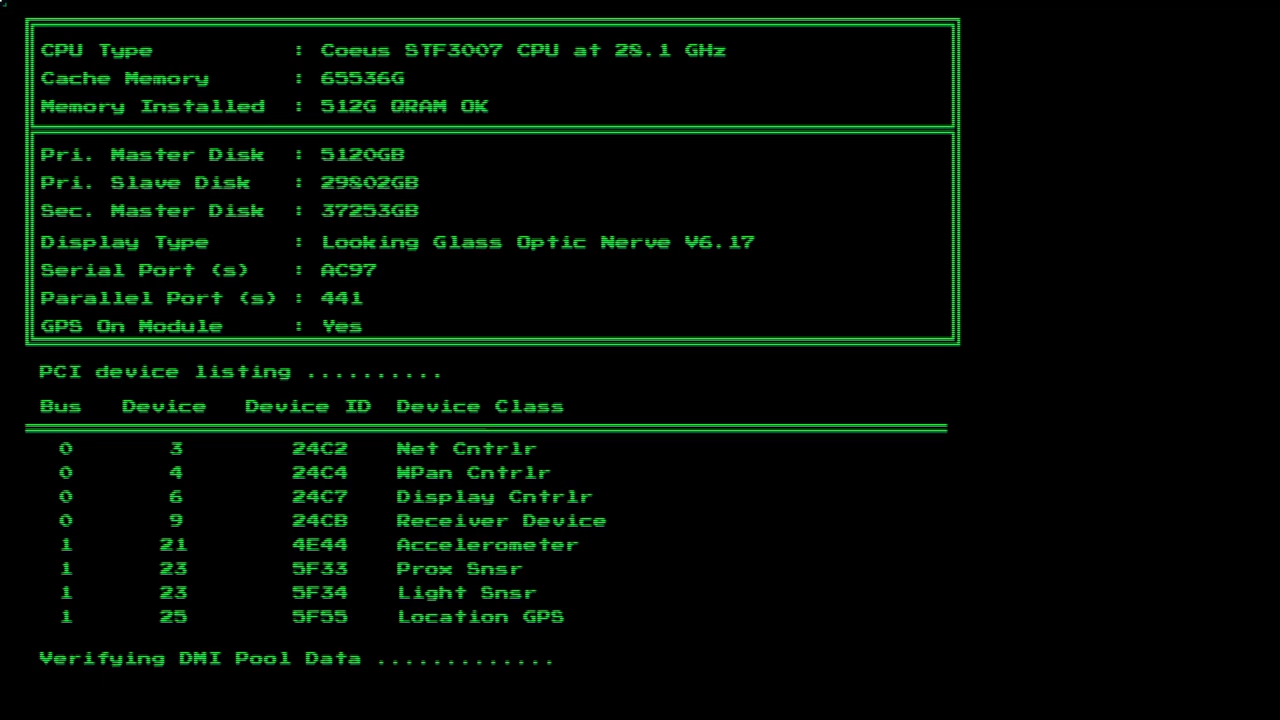 CPU Type : Coeus STF3007 CPU at 28.1 GHz
Cache Memory : 65536G
Memory Installed : 512G QRAM OK
Pri. Master Disk : 5120GB
Pri. Slave Disk : 29802GB
Sec. Master Disk : 37253GB
Display Type : Looking Glass Optic Nerve V6.17
Serial Port (s) : AC97
Parallel Port (s) : 441
GPS On Module : Yes
PCI device listing ..........
Bus Device Device ID Device Class
0 3 24C2 Net Cntrlr
0 4 24C4 WPan Cntrlr
0 6 24C7 Display Cntrlr
0 9 24CB Receiver Device
1 21 4E44 Accelerometer
1 23 5F33 Prox Snsr
1 23 5F34 Light Snsr
1 25 5F55 Location GPS
Verifying DMI Pool Data .............